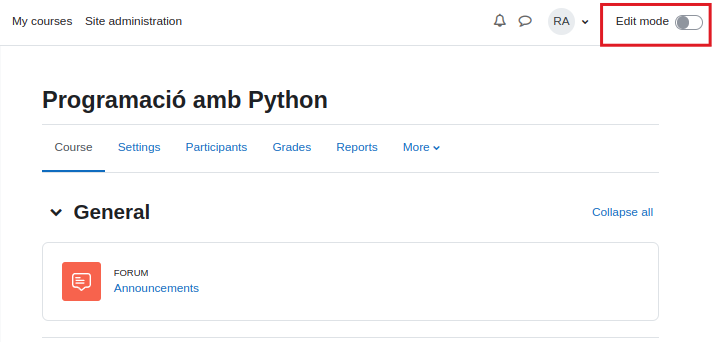 My courses Site administration RA Edit mode
Programació amb Python
Course Settings Participants Grades Reports More
General Collapse all
FORUM
Announcements